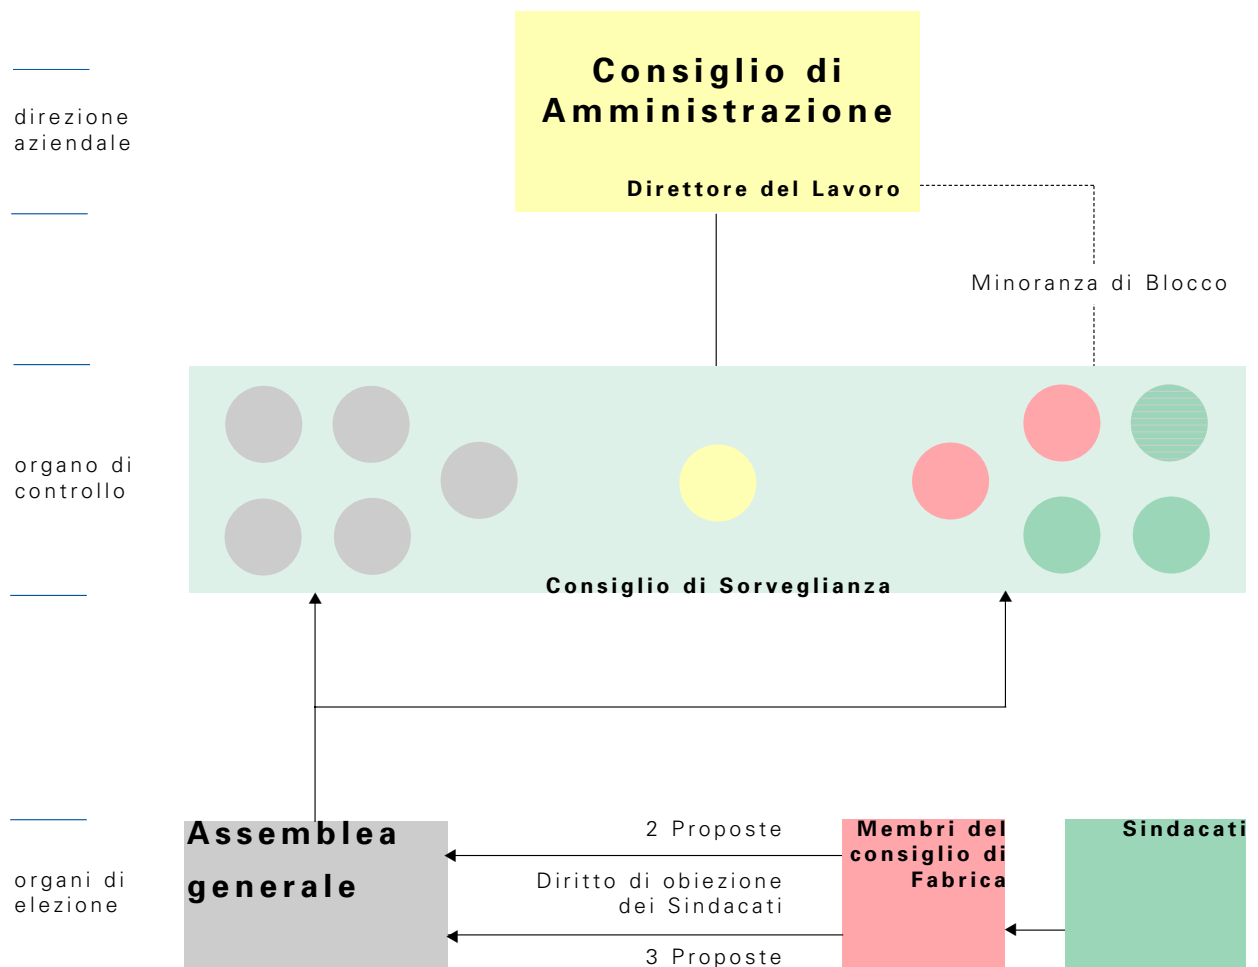 Consiglio di
Amministrazione
direzione
aziendale
Direttore del Lavoro
Minoranza di Blocco
organo di
controllo
Consiglio di Sorveglianza
organi di
elezione
Assemblea
generale
2 Proposte
Diritto di obiezione
dei Sindacati
3 Proposte
Membri del
consiglio di
Fabrica
Sindacati